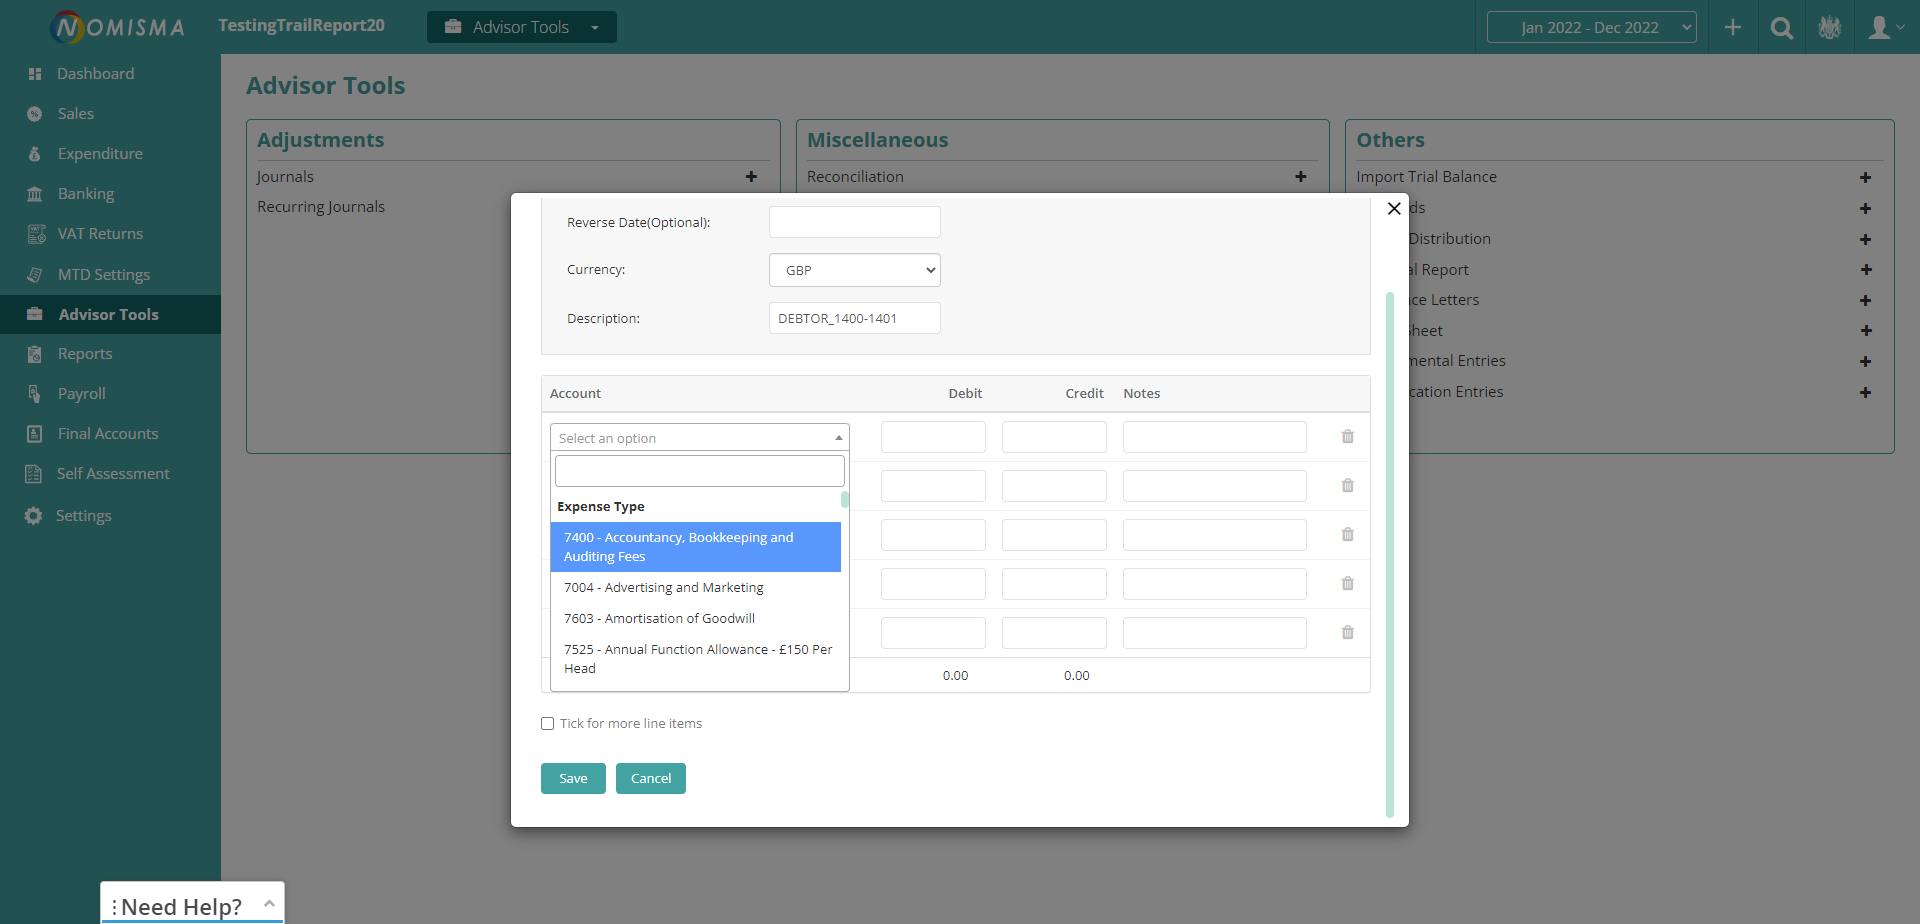 NOMISMA
TestingTrailReport20
Advisor Tools
Jan 2022 - Dec 2022
Dashboard
Sales
Expenditure
Banking
VAT Returns
MTD Settings
Advisor Tools
Reports
Payroll
Final Accounts
Self Assessment
Settings
Advisor Tools
Adjustments
Journals
Recurring Journals
Miscellaneous
Reconciliation
Others
Import Trial Balance
ds
Distribution
al Report
ce Letters
Sheet
mental Entries
cation Entries
Reverse Date(Optional):
Currency: GBP
Description: DEBTOR_1400-1401
Account Debit Credit Notes
Select an option
Expense Type
7400 - Accountancy, Bookkeeping and
Auditing Fees
7004 - Advertising and Marketing
7603 - Amortisation of Goodwill
7525 - Annual Function Allowance - £150 Per
Head
0.00 0.00
Tick for more line items
Save Cancel
Need Help?